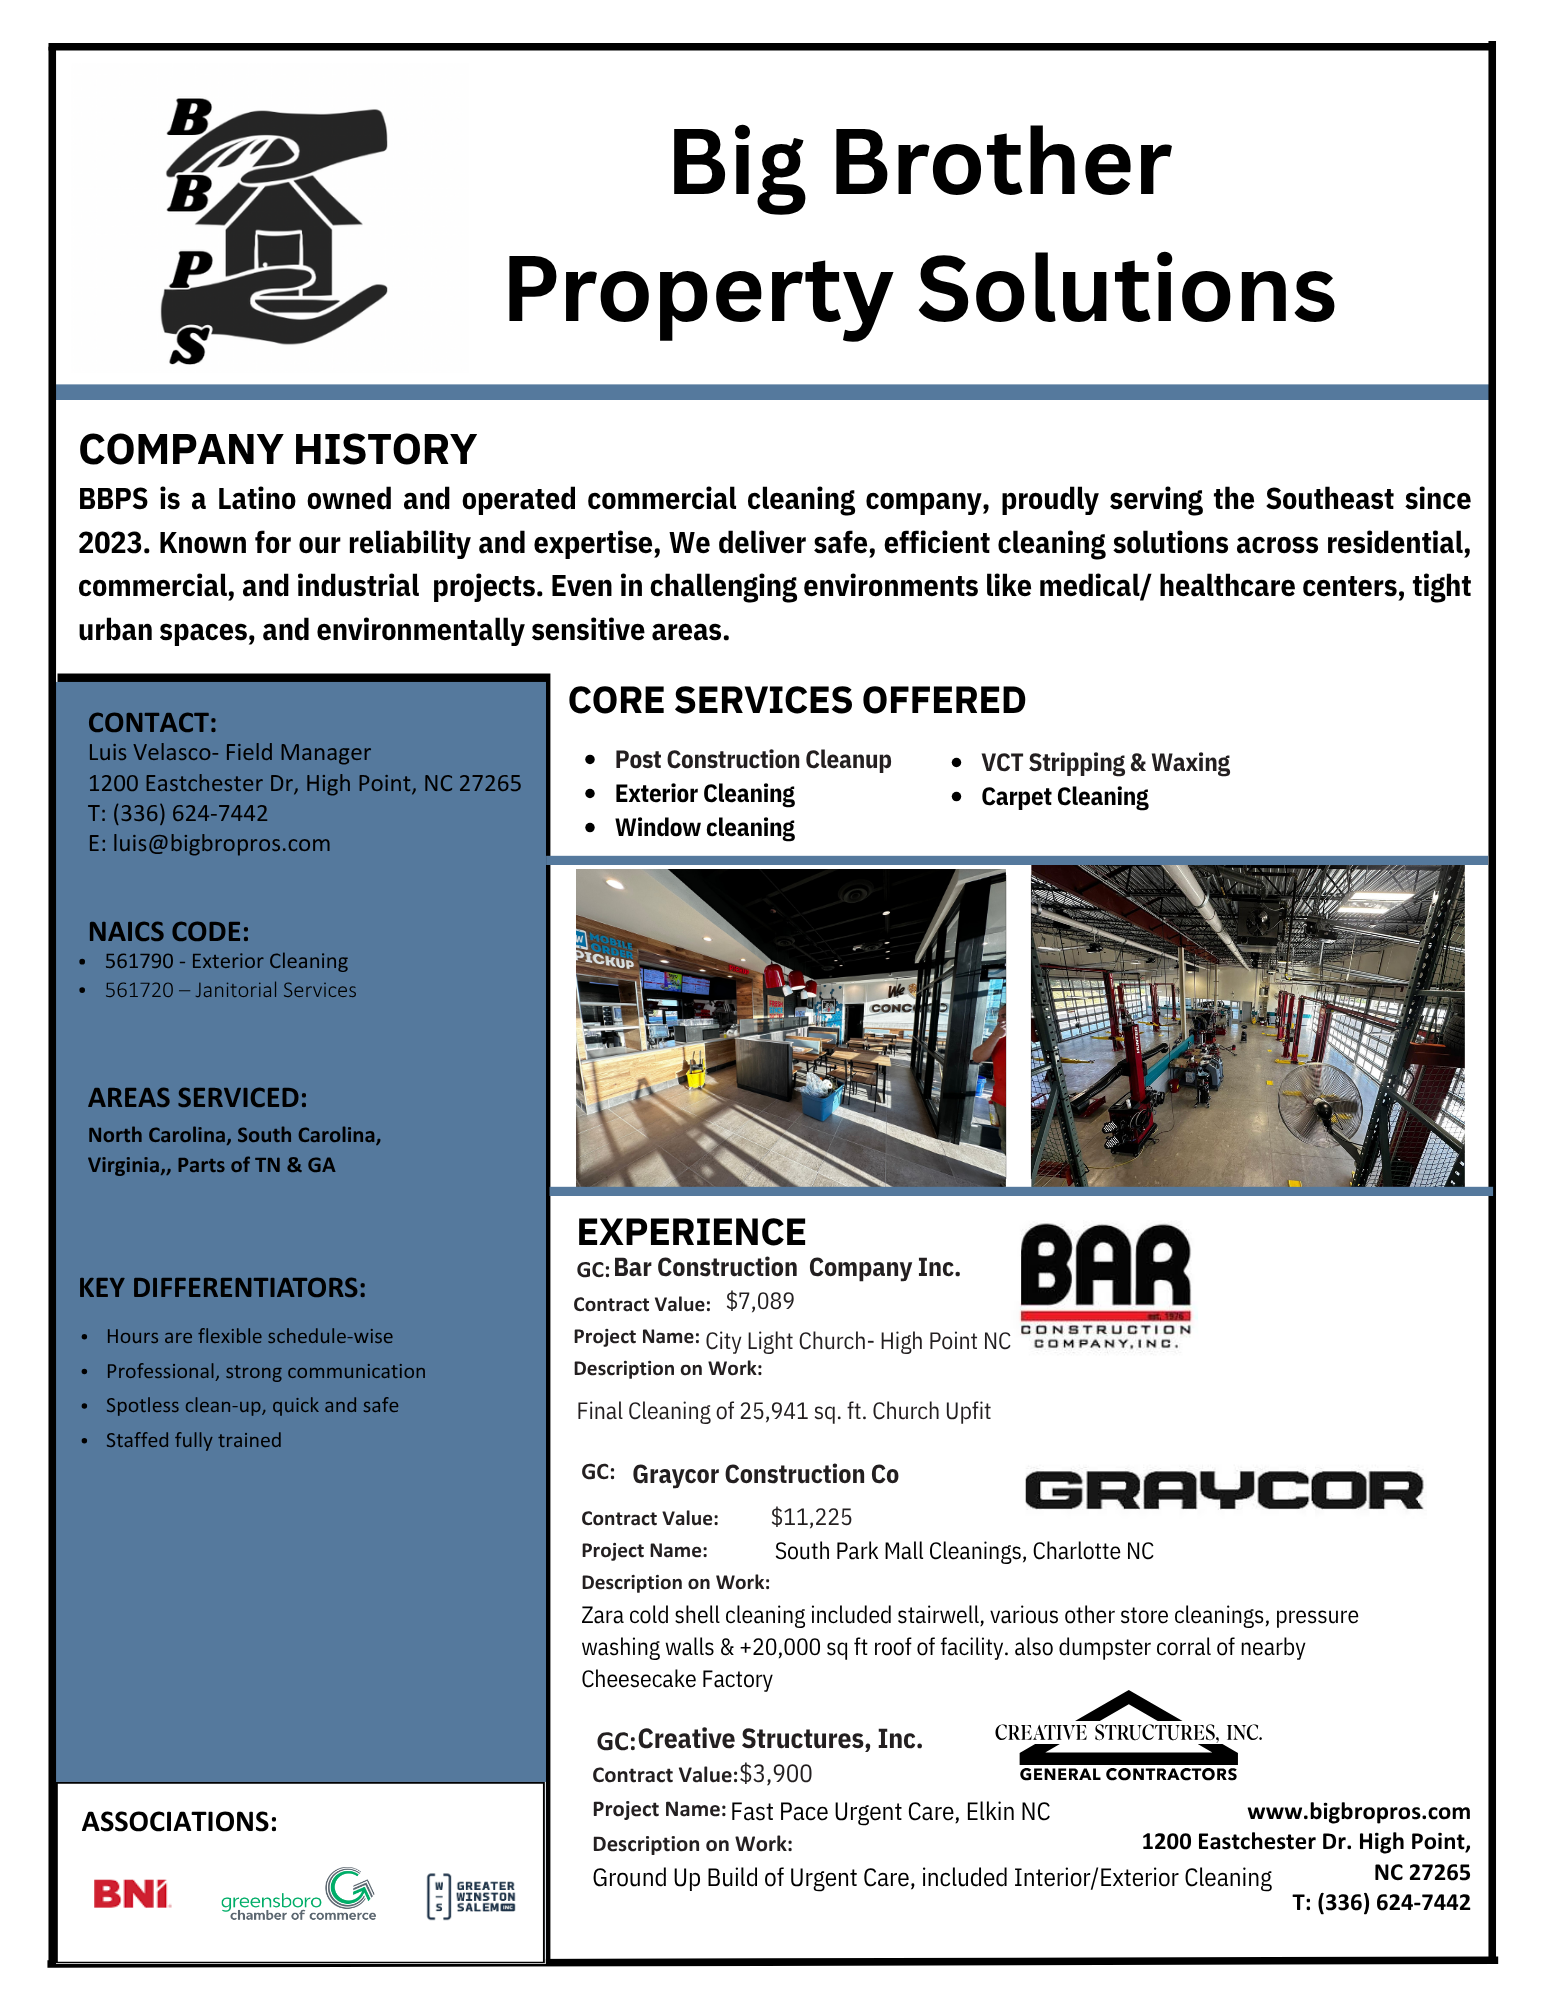 B
B
P
S
Big Brother
Property Solutions
COMPANY HISTORY
BBPS is a Latino owned and operated commercial cleaning company, proudly serving the Southeast since
2023. Known for our reliability and expertise, We deliver safe, efficient cleaning solutions across residential,
commercial, and industrial projects. Even in challenging environments like medical/ healthcare centers, tight
urban spaces, and environmentally sensitive areas.
CONTACT:
Luis Velasco- Field Manager
1200 Eastchester Dr, High Point, NC 27265
T: (336) 624-7442
E: luis@bigbropros.com
NAICS CODE:
• 561790 - Exterior Cleaning
• 561720 – Janitorial Services
AREAS SERVICED:
North Carolina, South Carolina,
Virginia,, Parts of TN & GA
KEY DIFFERENTIATORS:
• Hours are flexible schedule-wise
• Professional, strong communication
• Spotless clean-up, quick and safe
• Staffed fully trained
ASSOCIATIONS:
BNI
greensboro
chamber of commerce
W-S
GREATER
WINSTON
SALEM INC
CORE SERVICES OFFERED
• Post Construction Cleanup
• Exterior Cleaning
• Window cleaning
• VCT Stripping & Waxing
• Carpet Cleaning
MOBILE
ORDER
PICKUP
We
CONCORD
EXPERIENCE
GC: Bar Construction Company Inc.
Contract Value: $7,089
Project Name: City Light Church- High Point NC
Description on Work:
Final Cleaning of 25,941 sq. ft. Church Upfit
BAR
est. 1976
CONSTRUCTION
COMPANY, INC.
GC: Graycor Construction Co
GRAYCOR
Contract Value: $11,225
Project Name: South Park Mall Cleanings, Charlotte NC
Description on Work:
Zara cold shell cleaning included stairwell, various other store cleanings, pressure
washing walls & +20,000 sq ft roof of facility. also dumpster corral of nearby
Cheesecake Factory
GC: Creative Structures, Inc.
Contract Value: $3,900
Project Name: Fast Pace Urgent Care, Elkin NC
Description on Work:
Ground Up Build of Urgent Care, included Interior/Exterior Cleaning
CREATIVE STRUCTURES, INC.
GENERAL CONTRACTORS
www.bigbropros.com
1200 Eastchester Dr. High Point,
NC 27265
T: (336) 624-7442